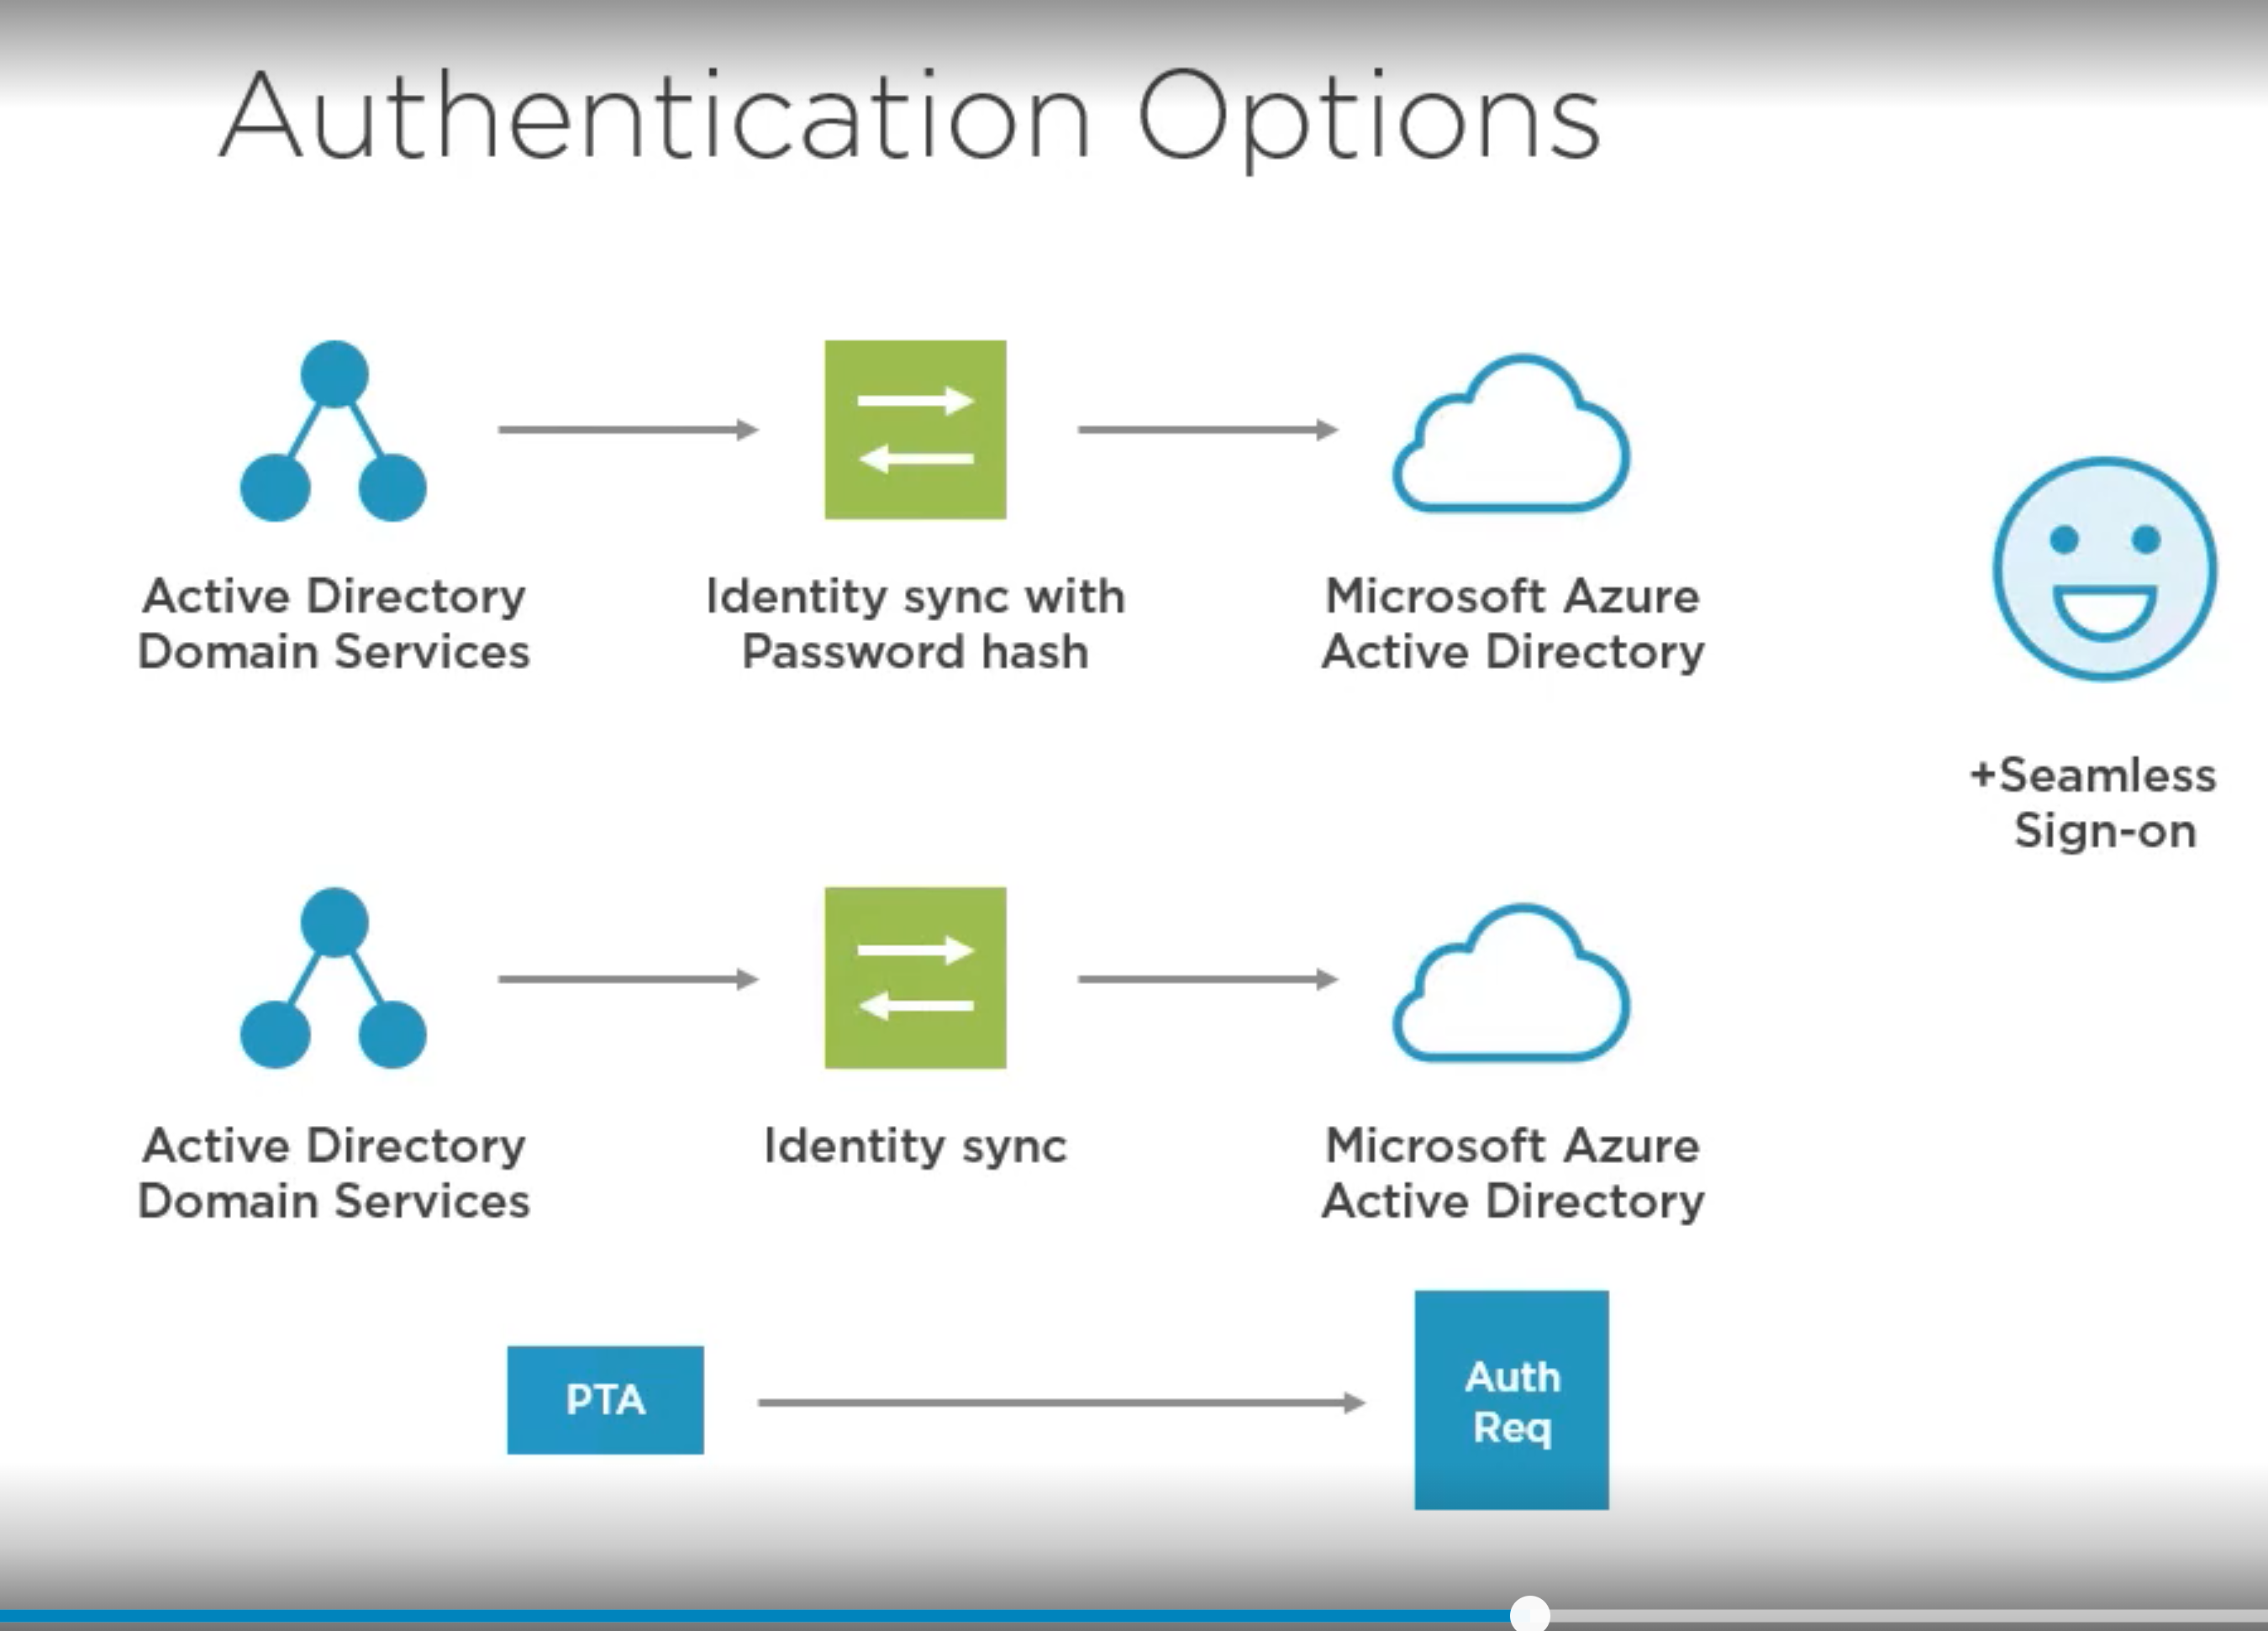 Authentication Options
Active Directory
Domain Services
Identity sync with
Password hash
Microsoft Azure
Active Directory
+Seamless
Sign-on
Active Directory
Domain Services
Identity sync
Microsoft Azure
Active Directory
PTA
Auth
Req